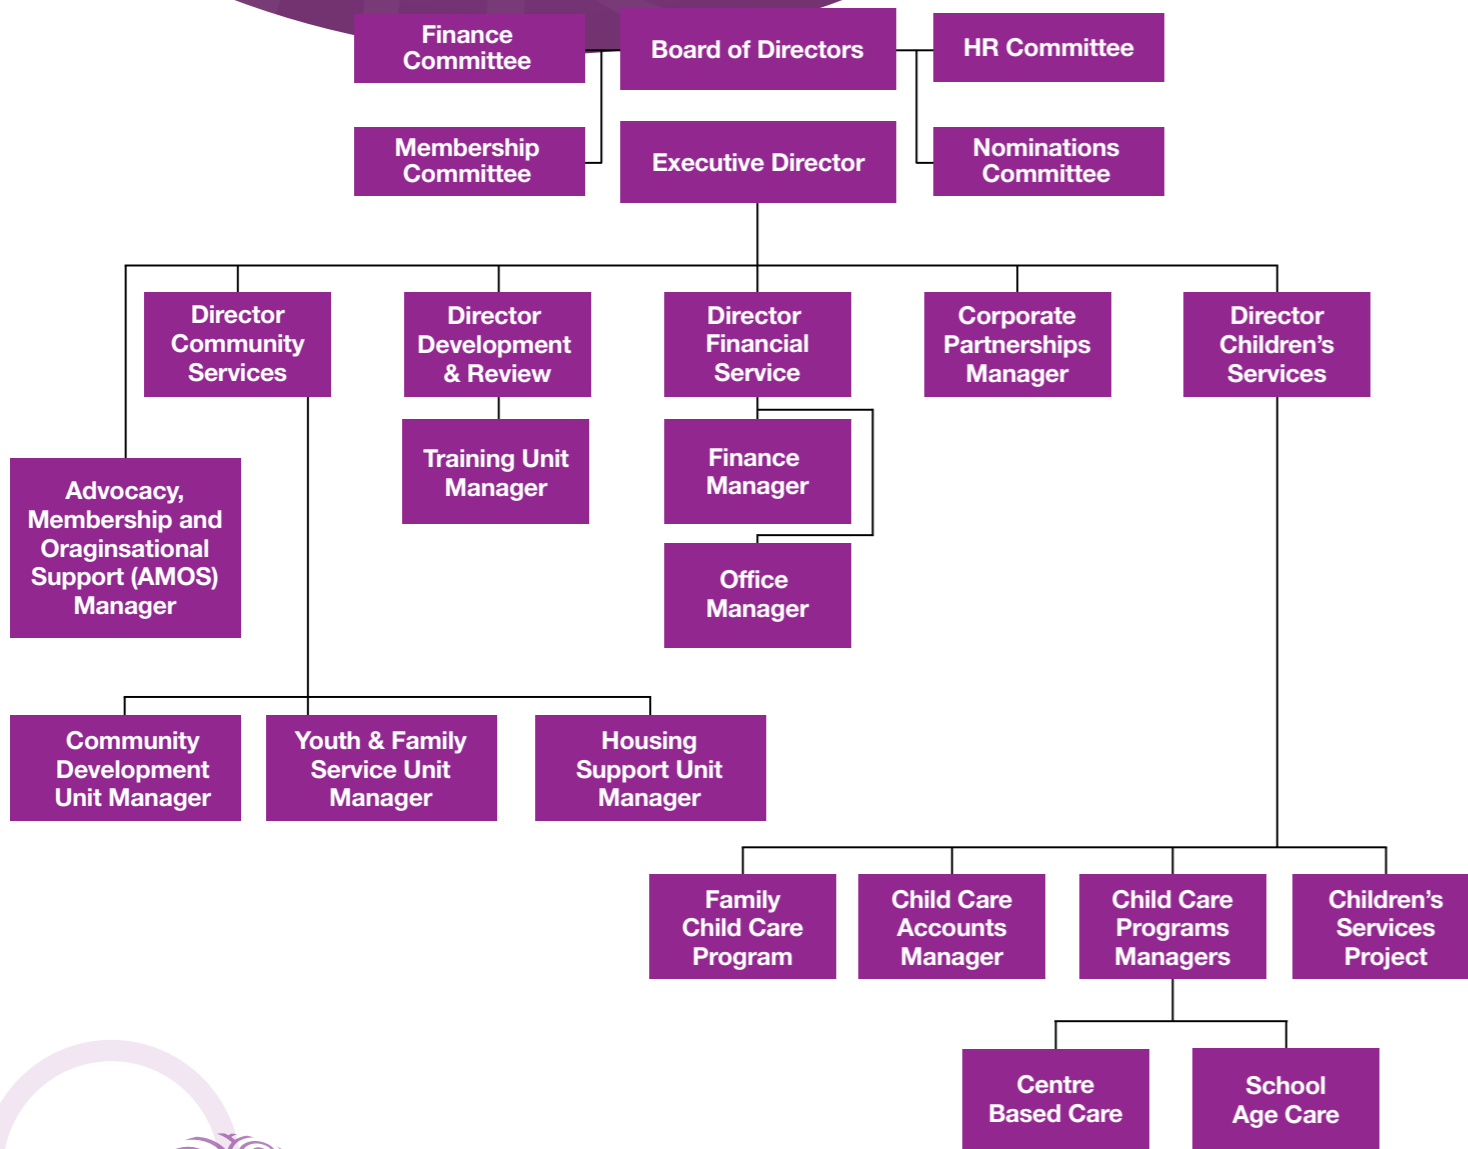 Finance
Committee
Board of Directors
HR Committee
Membership
Committee
Executive Director
Nominations
Committee
Director
Community
Services
Director
Development
& Review
Director
Financial
Service
Corporate
Partnerships
Manager
Director
Children’s
Services
Advocacy,
Membership and
Oraginsational
Support (AMOS)
Manager
Training Unit
Manager
Finance
Manager
Office
Manager
Community
Development
Unit Manager
Youth & Family
Service Unit
Manager
Housing
Support Unit
Manager
Family
Child Care
Program
Child Care
Accounts
Manager
Child Care
Programs
Managers
Children’s
Services
Project
Centre
Based Care
School
Age Care